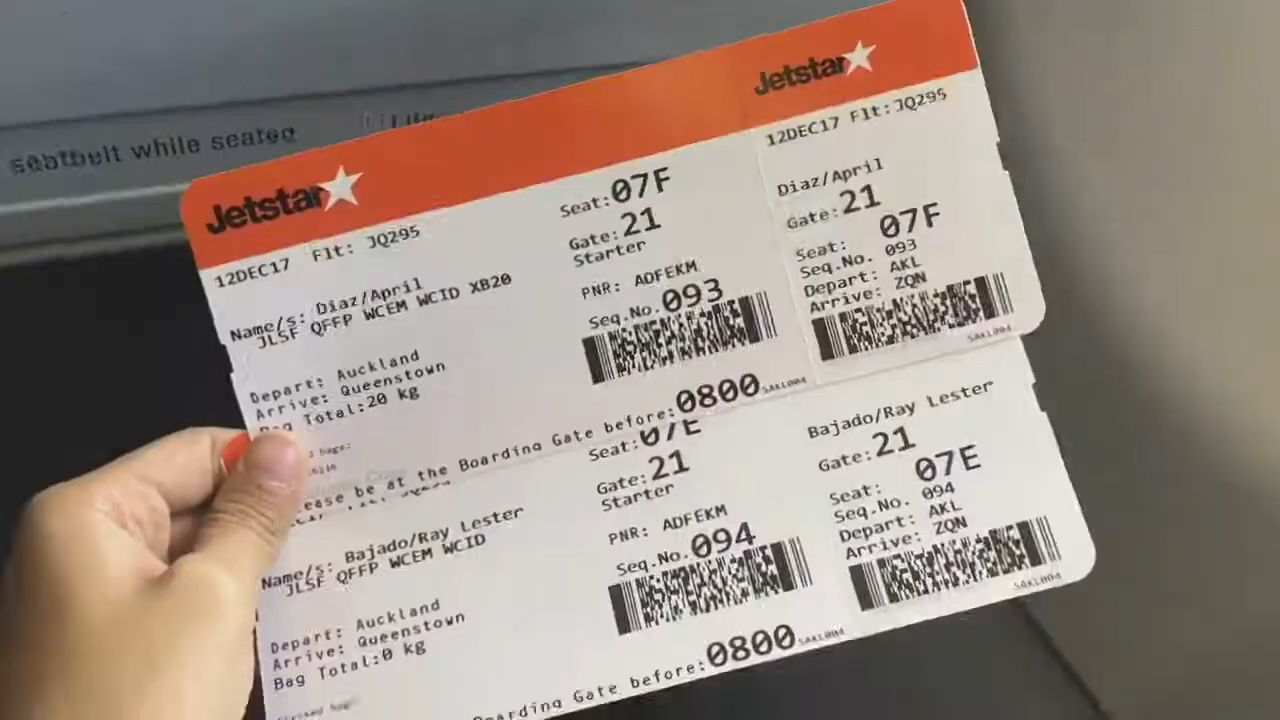 seatbelt while seated
Jetstar
12DEC17 Flt: JQ295
Name/s: Diaz/April
JLSF QFFP WCEM WCID XB20
Depart: Auckland
Arrive: Queenstown
Bag Total:20 kg
Seat:07F
Gate:21
Starter
PNR: ADFEKM
Seq.No.093
Please be at the Boarding Gate before:0800
SAKL004
Jetstar
12DEC17 Flt:JQ295
Diaz/April
Gate:21
Seat: 07F
Seq.No. 093
Depart: AKL
Arrive: ZQN
SAKL004
Name/s: Bajado/Ray Lester
JLSF QFFP WCEM WCID
Depart: Auckland
Arrive: Queenstown
Bag Total:0 kg
Seat:07E
Gate:21
Starter
PNR: ADFEKM
Seq.No.094
Boarding Gate before:0800
SAKL004
Bajado/Ray Lester
Gate:21
Seat: 07E
Seq.No. 094
Depart: AKL
Arrive: ZQN
SAKL004